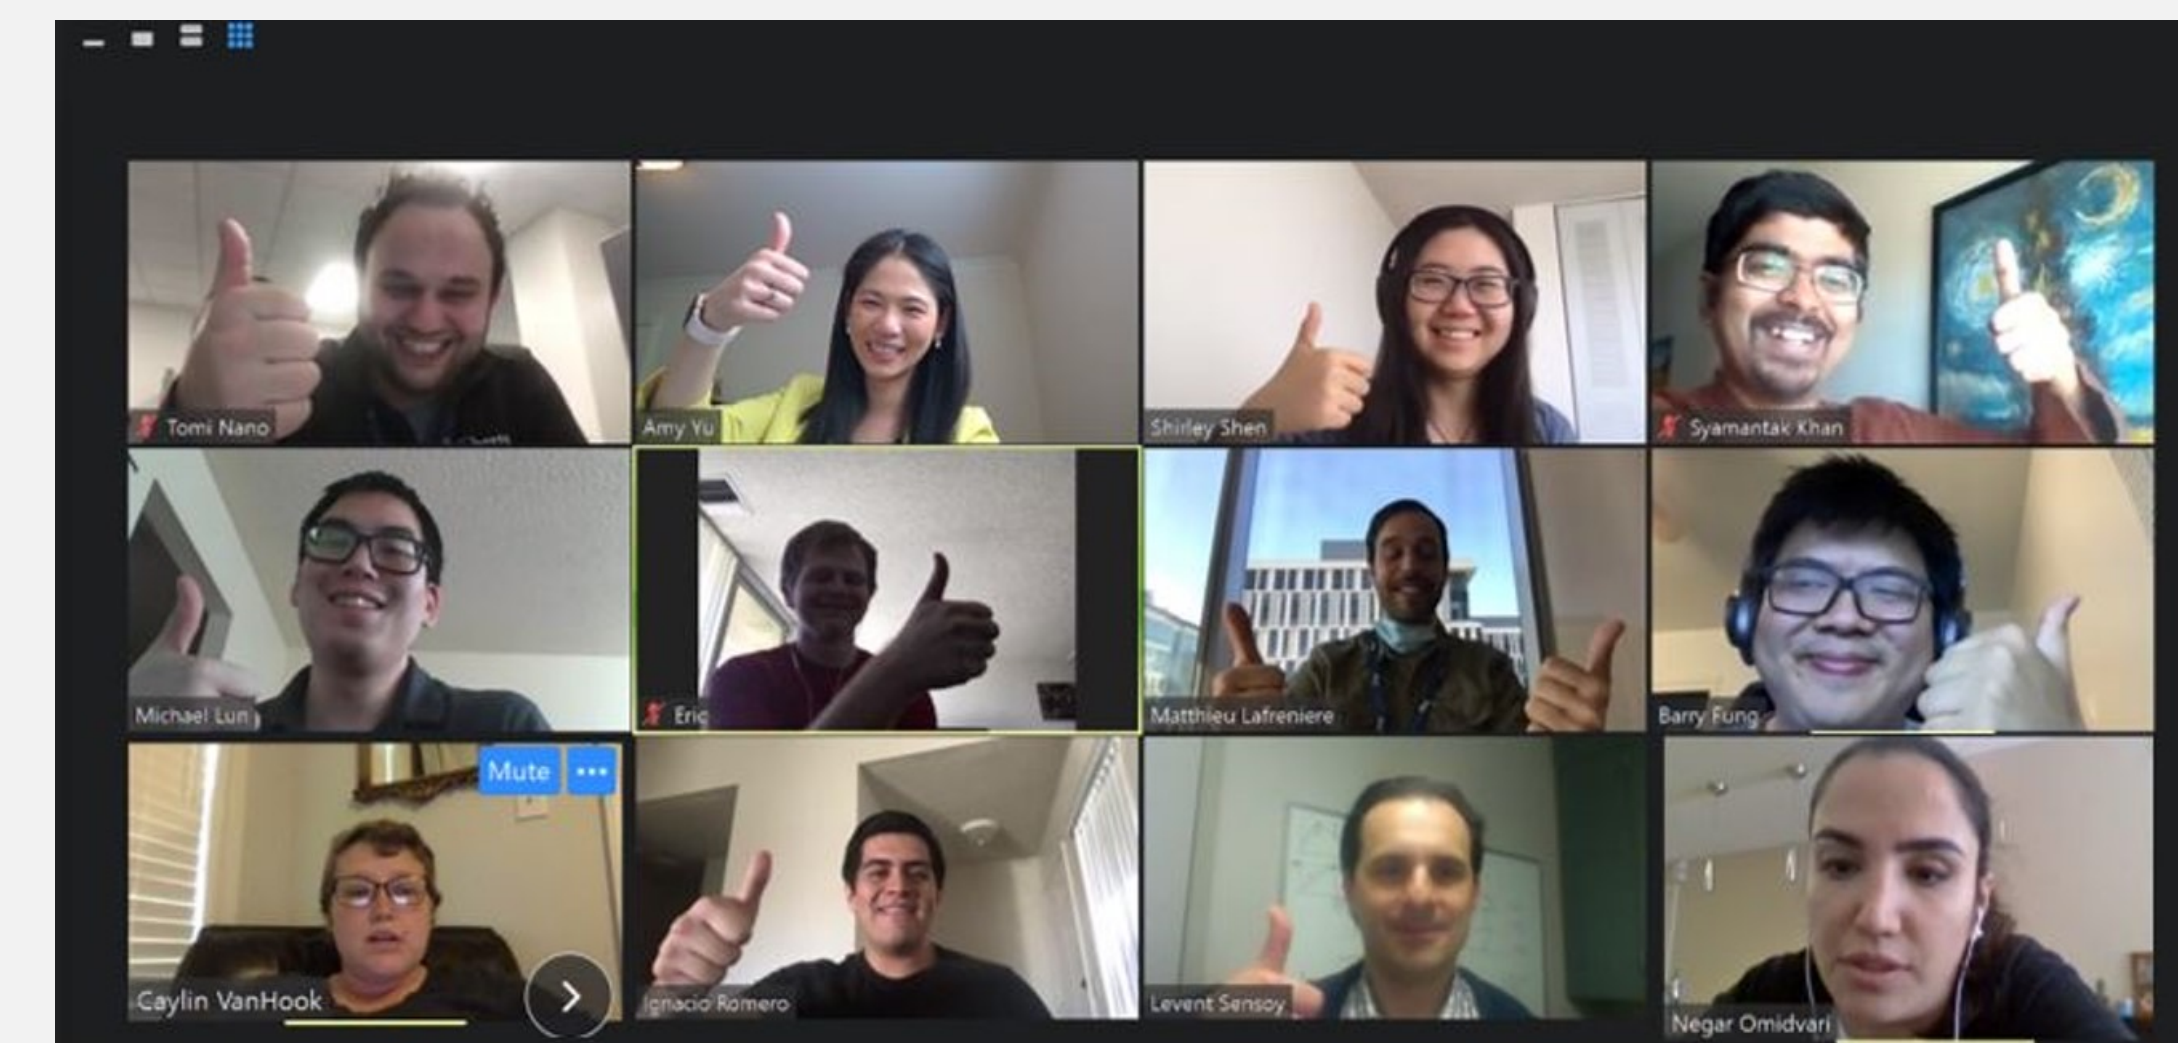 Tomi Nano
Amy Yu
Shirley Shen
Syamantak Khan
Michael Lun
Eric
Matthieu Lafreniere
Barry Fung
Mute
Caylin VanHook
Ignacio Romero
Levent Sensoy
Negar Omidvari